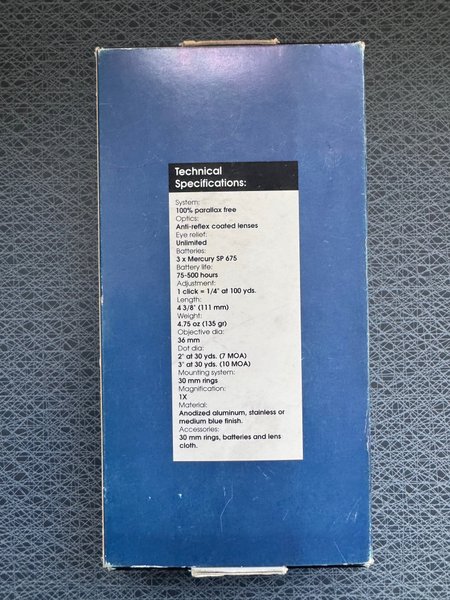 Technical
Specifications:
System:
100% parallax free
Optics:
Anti-reflex coated lenses
Eye relief:
Unlimited
Batteries:
3 x Mercury SP 675
Battery life:
75-500 hours
Adjustment:
1 click = 1/4" at 100 yds.
Length:
4 3/8" (111 mm)
Weight:
4.75 oz (135 gr)
Objective dia:
36 mm
Dot dia:
2" at 30 yds. (7 MOA)
3" at 30 yds. (10 MOA)
Mounting system:
30 mm rings
Magnification:
1X
Material:
Anodized aluminum, stainless or
medium blue finish.
Accessories:
30 mm rings, batteries and lens
cloth.